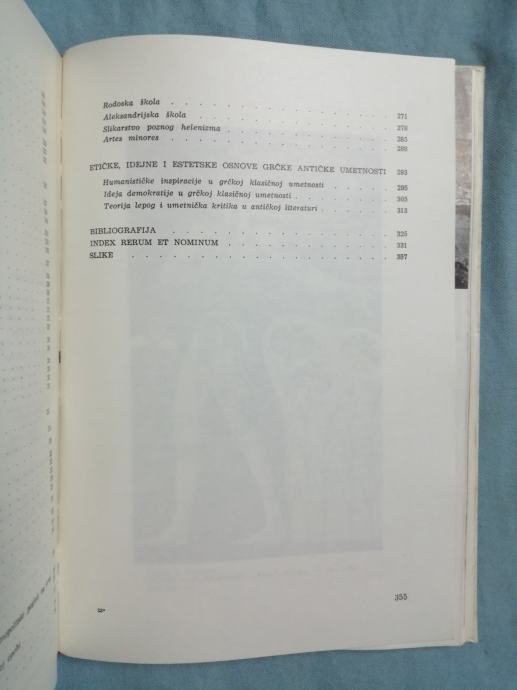 Rodoska škola . . . . . . . . . . . . . . . 271
Aleksandrijska škola . . . . . . . . . . . . . . 278
Slikarstvo poznog helenizma . . . . . . . . . . . . 285
Artes minores . . . . . . . . . . . . . . . 288
ETIČKE, IDEJNE I ESTETSKE OSNOVE GRČKE ANTIČKE UMETNOSTI 293
Humanističke inspiracije u grčkoj klasičnoj umetnosti . . . . . 295
Ideja demokratije u grčkoj klasičnoj umetnosti . . . . . . . 305
Teorija lepog i umetnička kritika u antičkoj literaturi . . . . . 313
BIBLIOGRAFIJA . . . . . . . . . . . . . . . 325
INDEX RERUM ET NOMINUM . . . . . . . . . . . 331
SLIKE . . . . . . . . . . . . . . . . . 357
355